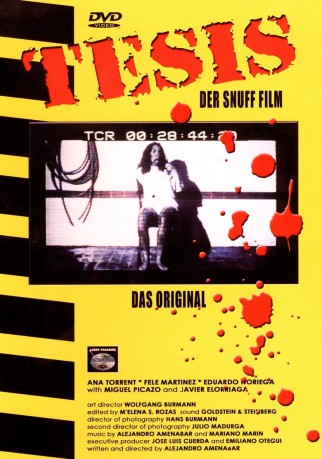 DVD
VIDEO
TESIS
DER SNUFF FILM
TCR 00:28:44:
DAS ORIGINAL
ANA TORRENT * FELE MARTINEZ * EDUARDO NORIEGA
with MIGUEL PICAZO and JAVIER ELORRIAGA
art director WOLFGANG BURMANN
edited by M'ELENA S. ROZAS sound GOLDSTEIN & STEIJBERG
director of photography HANS BURMANN
second director of photography JULIO MADURGA
music by ALEJANDRO AMENABAR and MARIANO MARIN
executive producer JOSE LUIS CUERDA and EMILIANO OTEGUI
written and directed by ALEJANDRO AMENAßAR